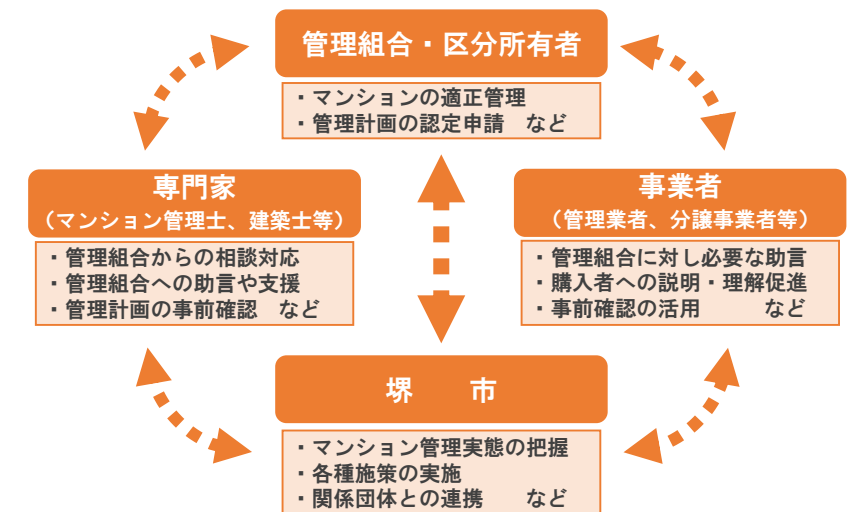 管理組合・区分所有者
・マンションの適正管理
・管理計画の認定申請　など
専門家
（マンション管理士、建築士等）
・管理組合からの相談対応
・管理組合への助言や支援
・管理計画の事前確認　など
事業者
（管理業者、分譲事業者等）
・管理組合に対し必要な助言
・購入者への説明・理解促進
・事前確認の活用　　　など
堺　　市
・マンション管理実態の把握
・各種施策の実施
・関係団体との連携　　など